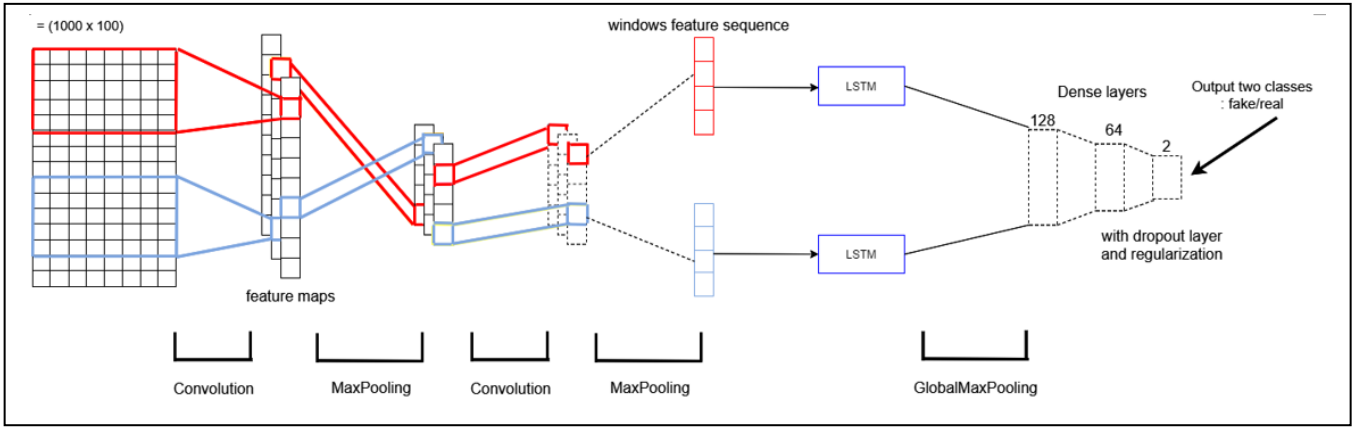 = (1000 x 100)
windows feature sequence
LSTM
Dense layers
Output two classes
: fake/real
128
64
2
LSTM
with dropout layer
and regularization
feature maps
Convolution
MaxPooling
Convolution
MaxPooling
GlobalMaxPooling